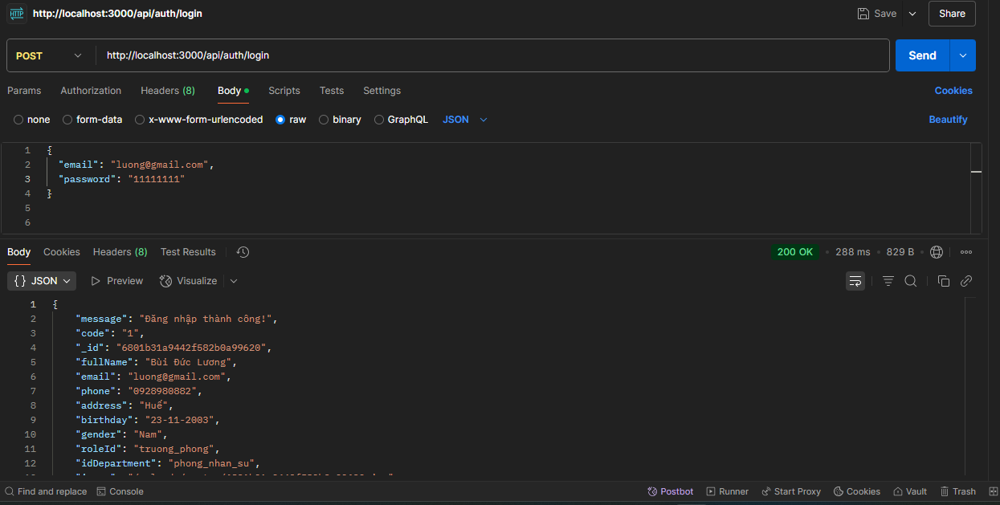 HTTP http://localhost:3000/api/auth/login Save Share
POST http://localhost:3000/api/auth/login Send
Params Authorization Headers (8) Body Scripts Tests Settings Cookies
none form-data x-www-form-urlencoded raw binary GraphQL JSON Beautify
1 {
2 "email": "luong@gmail.com",
3 "password": "11111111"
4 }
5
6
Body Cookies Headers (8) Test Results 200 OK • 288 ms • 829 B
{} JSON Preview Visualize
1 {
2 "message": "Đăng nhập thành công!",
3 "code": "1",
4 "_id": "6801b31a9442f582b0a99620",
5 "fullName": "Bùi Đức Lương",
6 "email": "luong@gmail.com",
7 "phone": "0928980882",
8 "address": "Huế",
9 "birthday": "23-11-2003",
10 "gender": "Nam",
11 "roleId": "truong_phong",
12 "idDepartment": "phong_nhan_su",
Find and replace Console Postbot Runner Start Proxy Cookies Vault Trash